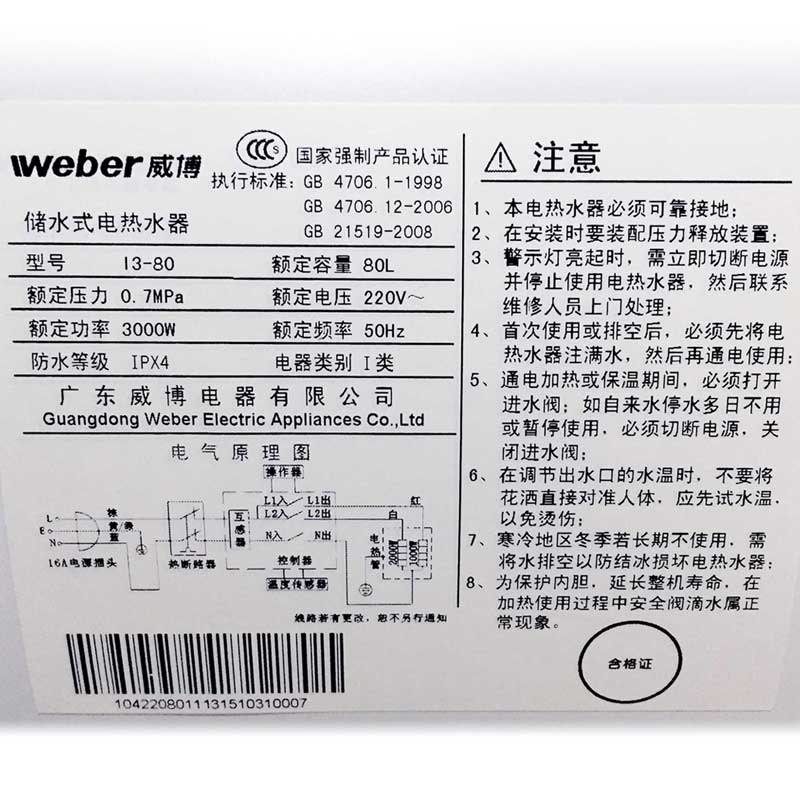 weber 威博
CCC S
国家强制产品认证
执行标准: GB 4706.1-1998
GB 4706.12-2006
GB 21519-2008
储水式电热水器
型号 I3-80 额定容量 80L
额定压力 0.7MPa 额定电压 220V～
额定功率 3000W 额定频率 50Hz
防水等级 IPX4 电器类别 I类
广东威博电器有限公司
Guangdong Weber Electric Appliances Co.,Ltd
电气原理图
操作器
L 棕
E 黄/绿
N 蓝
16A电源插头
热断路器
互感器
L1入 L1出
L2入 L2出
N入 N出
控制器
温度传感器
红
白
电热管
2000W
1000W
线路若有更改，恕不另行通知
1042208011131510310007
⚠ 注意
1、本电热水器必须可靠接地;
2、在安装时要装配压力释放装置;
3、警示灯亮起时，需立即切断电源
并停止使用电热水器，然后联系
维修人员上门处理;
4、首次使用或排空后，必须先将电
热水器注满水，然后再通电使用;
5、通电加热或保温期间，必须打开
进水阀; 如自来水停水多日不用
或暂停使用，必须切断电源，关
闭进水阀;
6、在调节出水口的水温时，不要将
花洒直接对准人体，应先试水温，
以免烫伤;
7、寒冷地区冬季若长期不使用，需
将水排空以防结冰损坏电热水器;
8、为保护内胆，延长整机寿命，在
加热使用过程中安全阀滴水属正
常现象。
合格证